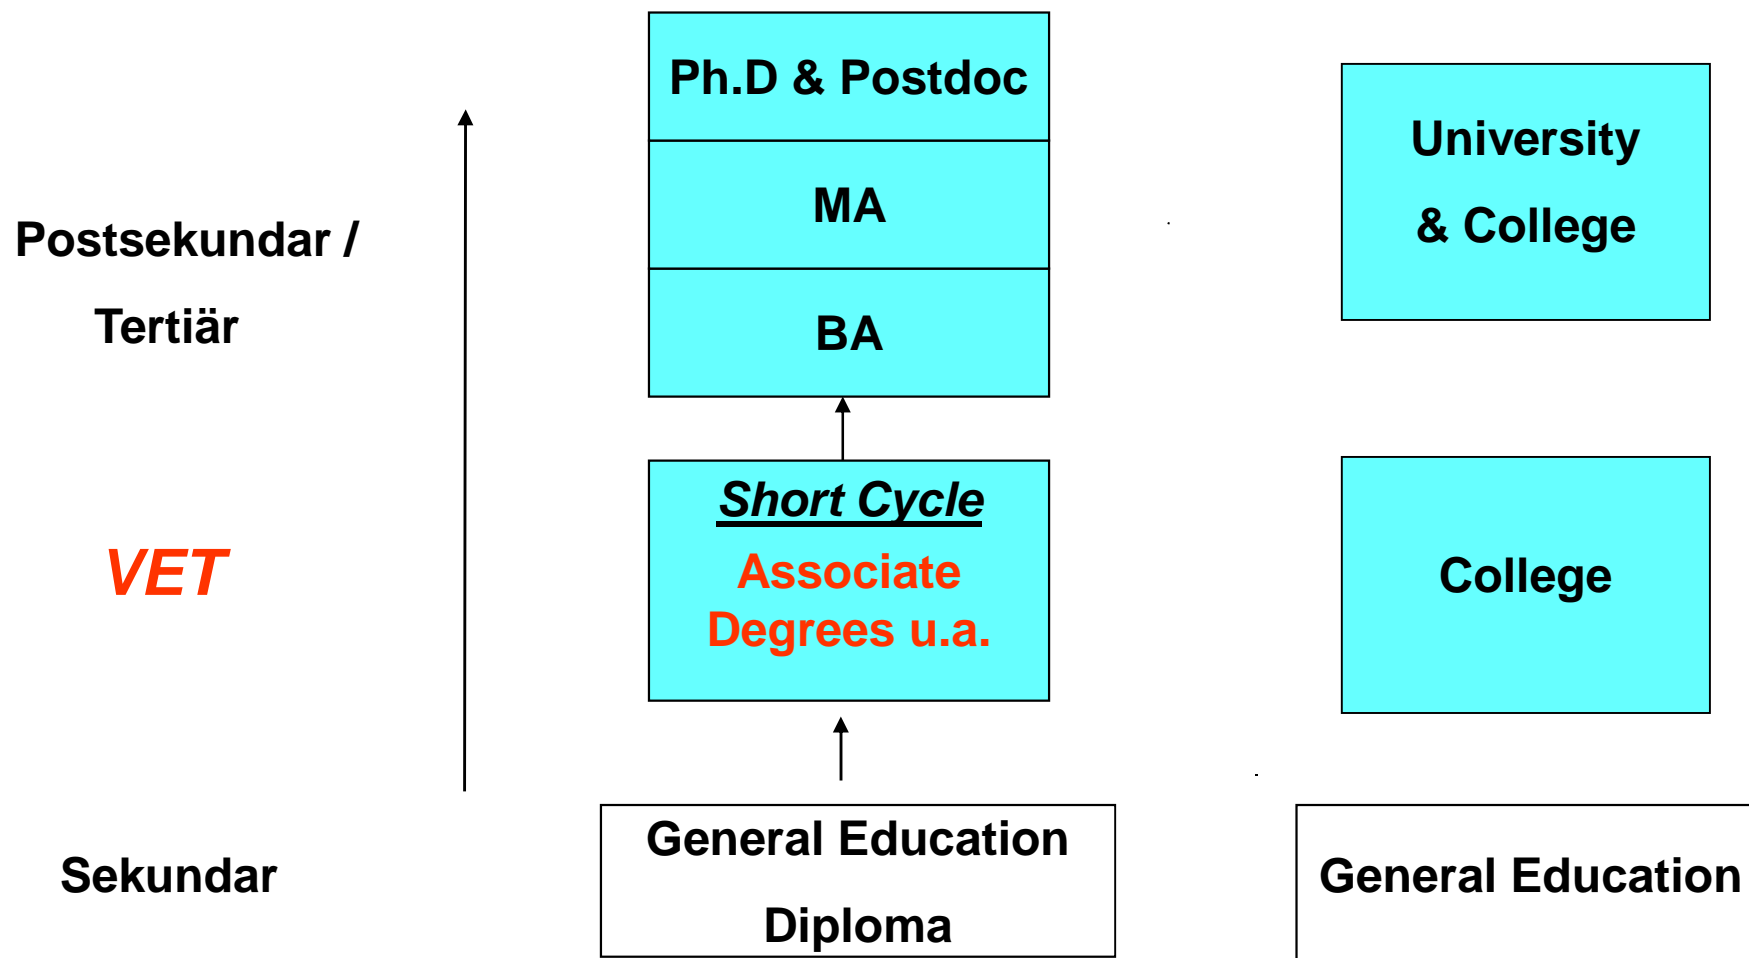 Ph.D & Postdoc
University
MA
& College
Postsekundar /
Tertiär
BA
Short Cycle
VET
Associate
College
Degrees u.a.
General Education
Sekundar
General Education
Diploma